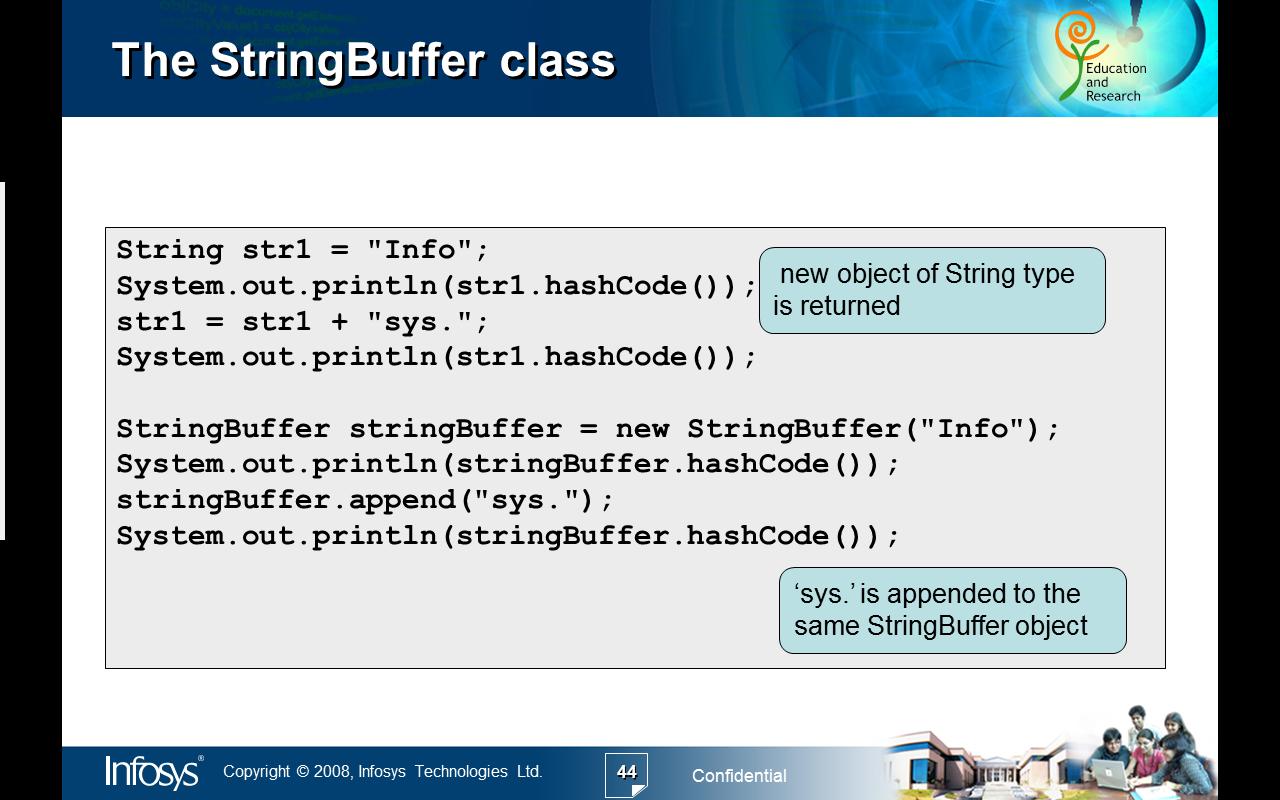 The StringBuffer class
Education
and
Research
String str1 = "Info";
System.out.println(str1.hashCode());
str1 = str1 + "sys.";
System.out.println(str1.hashCode());
new object of String type
is returned
StringBuffer stringBuffer = new StringBuffer("Info");
System.out.println(stringBuffer.hashCode());
stringBuffer.append("sys.");
System.out.println(stringBuffer.hashCode());
‘sys.’ is appended to the
same StringBuffer object
Infosys® Copyright © 2008, Infosys Technologies Ltd. 44 Confidential